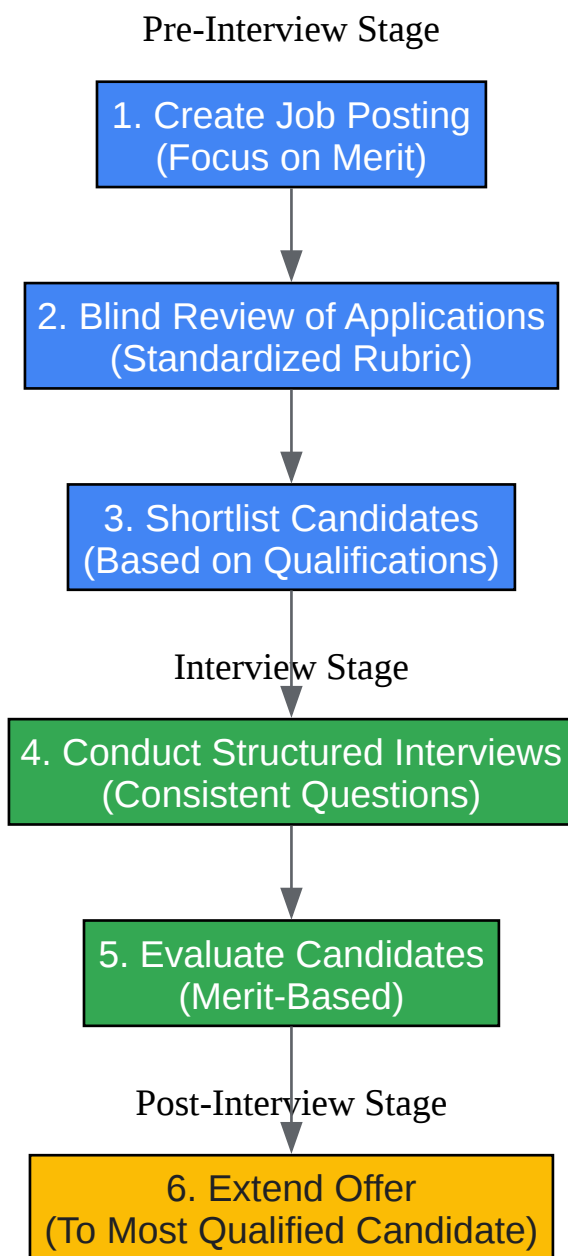 Pre-Interview Stage
1. Create Job Posting
(Focus on Merit)
2. Blind Review of Applications
(Standardized Rubric)
3. Shortlist Candidates
(Based on Qualifications)
Interview Stage
4. Conduct Structured Interviews
(Consistent Questions)
5. Evaluate Candidates
(Merit-Based)
Post-Interview Stage
6. Extend Offer
(To Most Qualified Candidate)